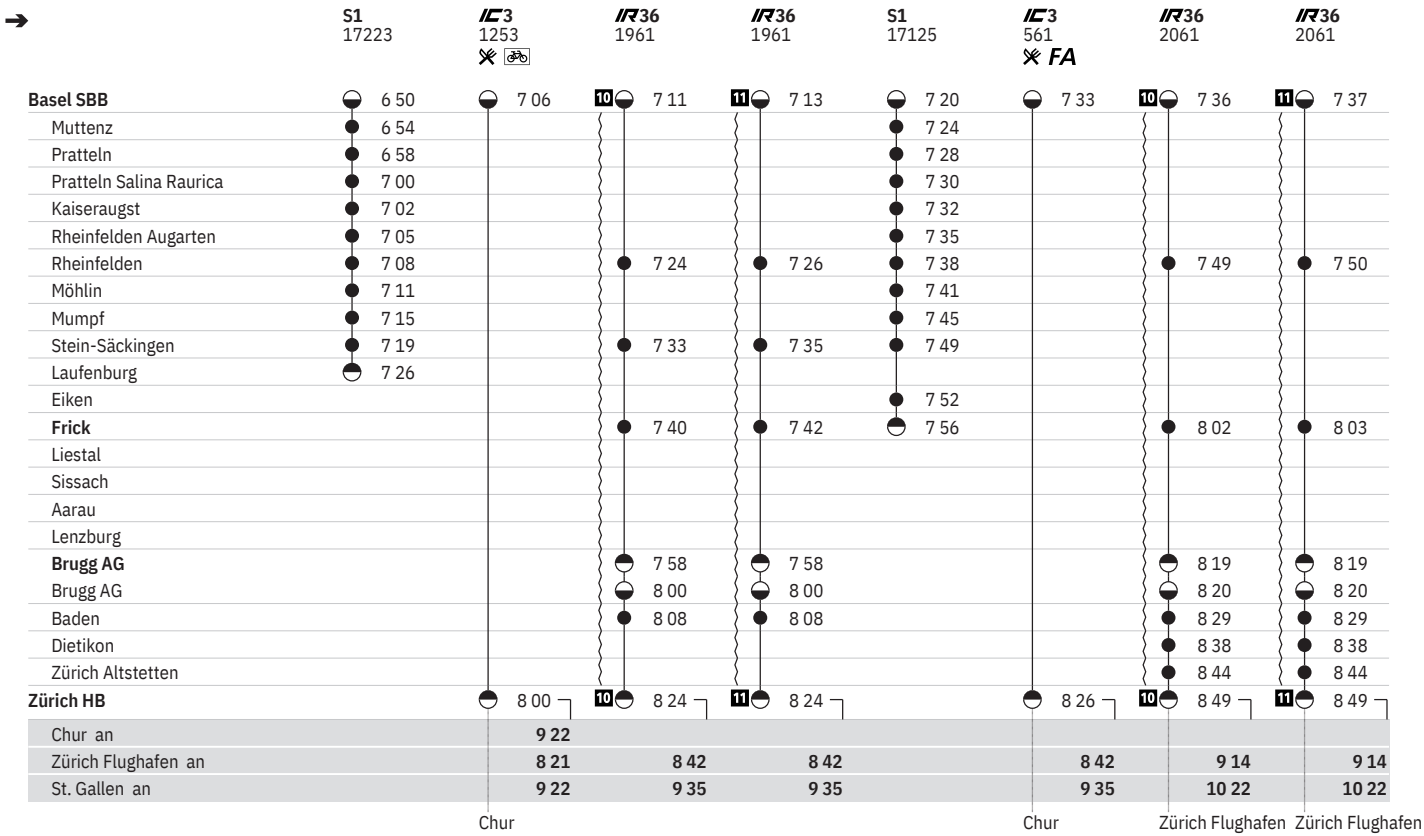 ➔ S1 IC3 IR36 IR36 S1 IC3 IR36 IR36
17223 1253 1961 1961 17125 561 2061 2061
FA
Basel SBB 6 50 7 06 10 7 11 11 7 13 7 20 7 33 10 7 36 11 7 37
Muttenz 6 54 7 24
Pratteln 6 58 7 28
Pratteln Salina Raurica 7 00 7 30
Kaiseraugst 7 02 7 32
Rheinfelden Augarten 7 05 7 35
Rheinfelden 7 08 7 24 7 26 7 38 7 49 7 50
Möhlin 7 11 7 41
Mumpf 7 15 7 45
Stein-Säckingen 7 19 7 33 7 35 7 49
Laufenburg 7 26
Eiken 7 52
Frick 7 40 7 42 7 56 8 02 8 03
Liestal
Sissach
Aarau
Lenzburg
Brugg AG 7 58 7 58 8 19 8 19
Brugg AG 8 00 8 00 8 20 8 20
Baden 8 08 8 08 8 29 8 29
Dietikon 8 38 8 38
Zürich Altstetten 8 44 8 44
Zürich HB 8 00 10 8 24 11 8 24 8 26 10 8 49 11 8 49
Chur an 9 22
Zürich Flughafen an 8 21 8 42 8 42 8 42 9 14 9 14
St. Gallen an 9 22 9 35 9 35 9 35 10 22 10 22
Chur Chur Zürich Flughafen Zürich Flughafen